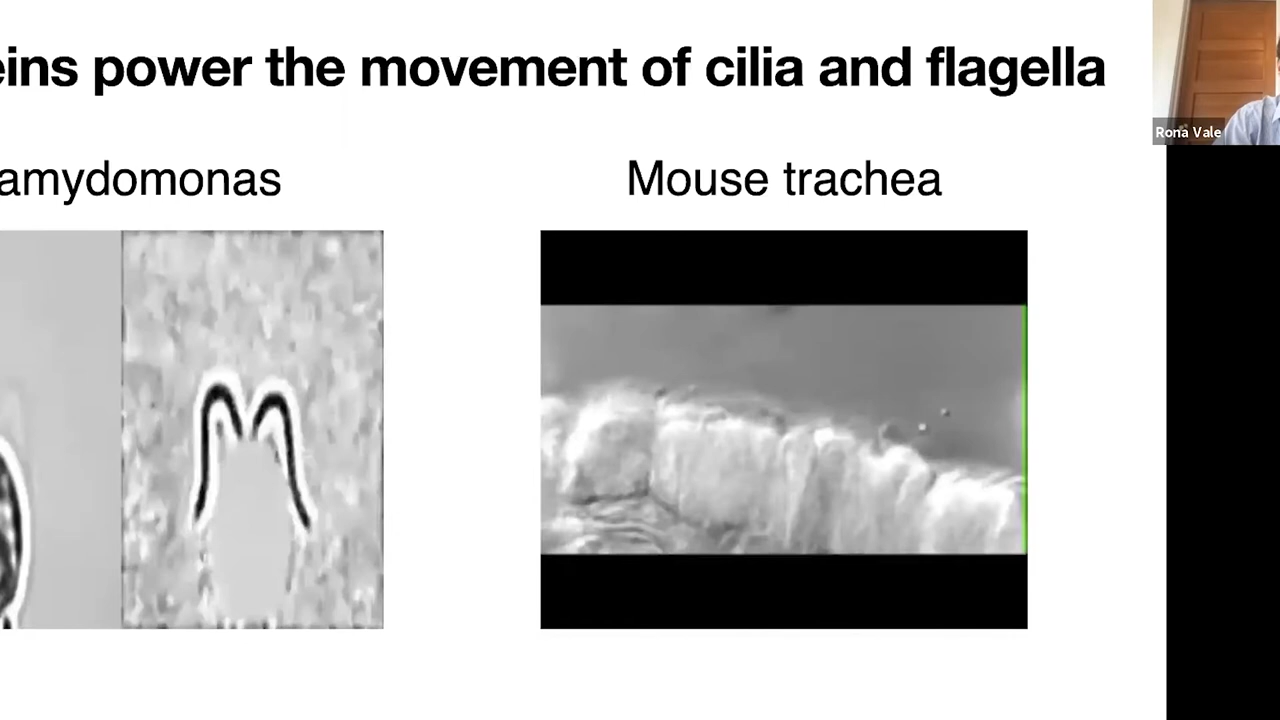 eins power the movement of cilia and flagella
amydomonas
Mouse trachea
Rona Vale